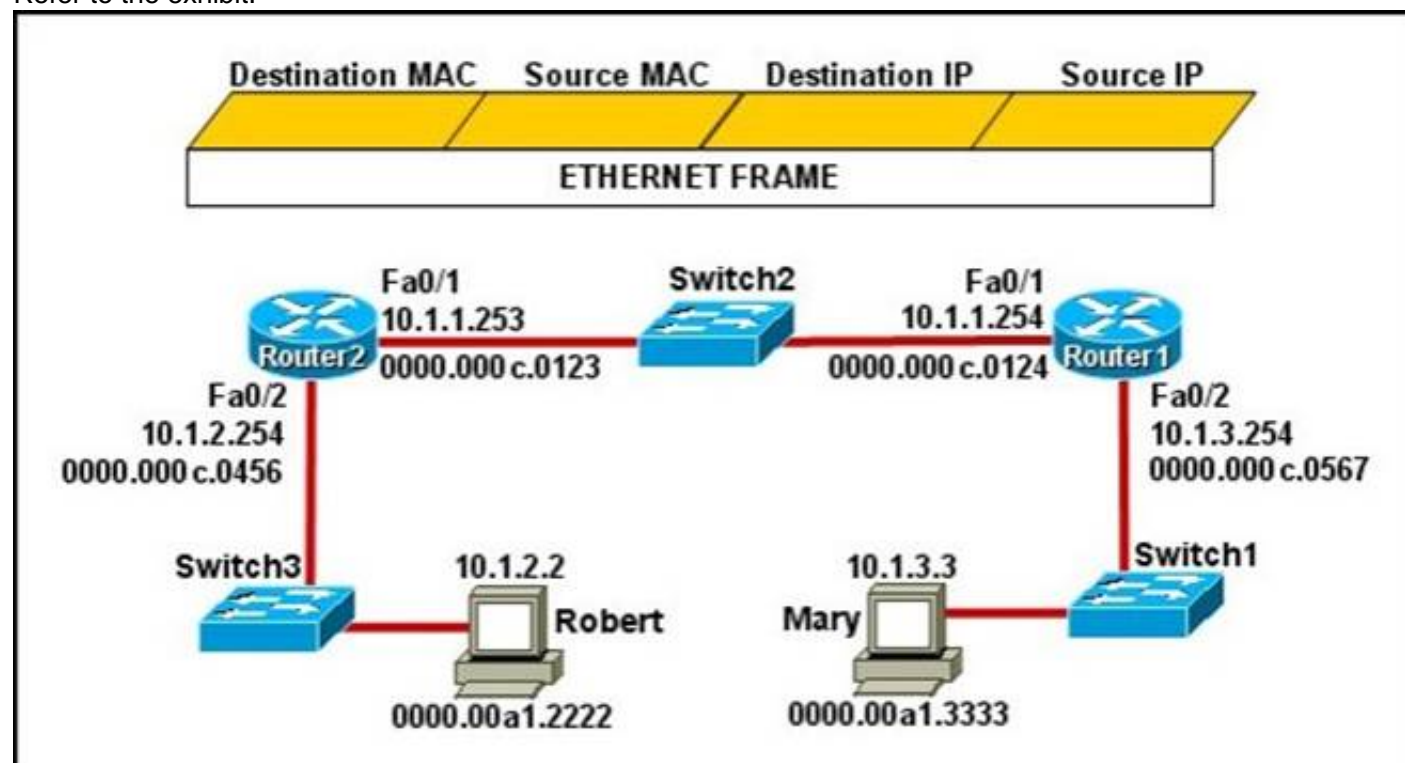 Refer to the exhibit.
Destination MAC Source MAC Destination IP Source IP
ETHERNET FRAME
Fa0/1
10.1.1.253
0000.000c.0123
Switch2
Fa0/1
10.1.1.254
0000.000c.0124
Router2
Router1
Fa0/2
10.1.2.254
0000.000c.0456
Fa0/2
10.1.3.254
0000.000c.0567
Switch3
10.1.2.2
Robert
0000.00a1.2222
10.1.3.3
Mary
0000.00a1.3333
Switch1